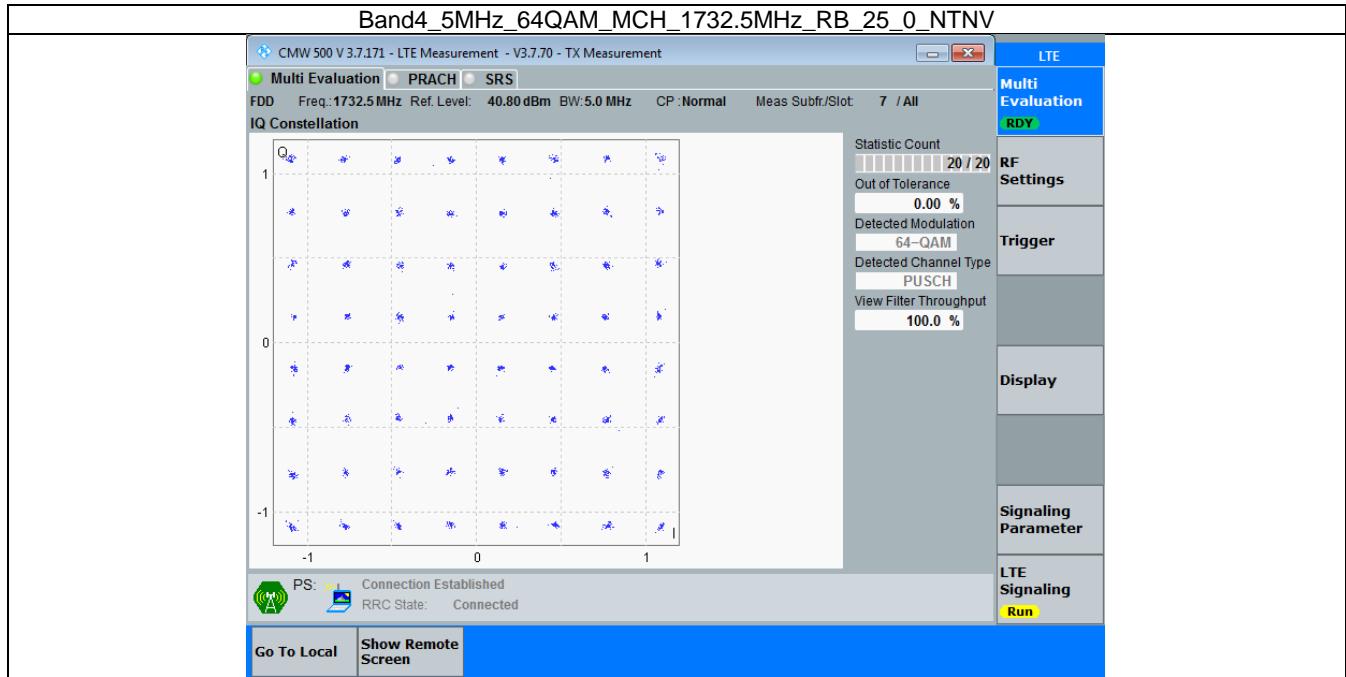 Band4_5MHz_64QAM_MCH_1732.5MHz_RB_25_0_NTNV
CMW 500 V 3.7.171 - LTE Measurement - V3.7.70 - TX Measurement
LTE
Multi Evaluation PRACH SRS
FDD Freq.:1732.5 MHz Ref. Level: 40.80 dBm BW:5.0 MHz CP :Normal Meas Subfr./Slot: 7 / All
IQ Constellation
Q
1
0
-1
I
-1 0 1
Statistic Count
20 / 20
Out of Tolerance
0.00 %
Detected Modulation
64-QAM
Detected Channel Type
PUSCH
View Filter Throughput
100.0 %
Multi
Evaluation
RDY
RF
Settings
Trigger
Display
Signaling
Parameter
LTE
Signaling
Run
PS: Connection Established
RRC State: Connected
Go To Local
Show Remote
Screen